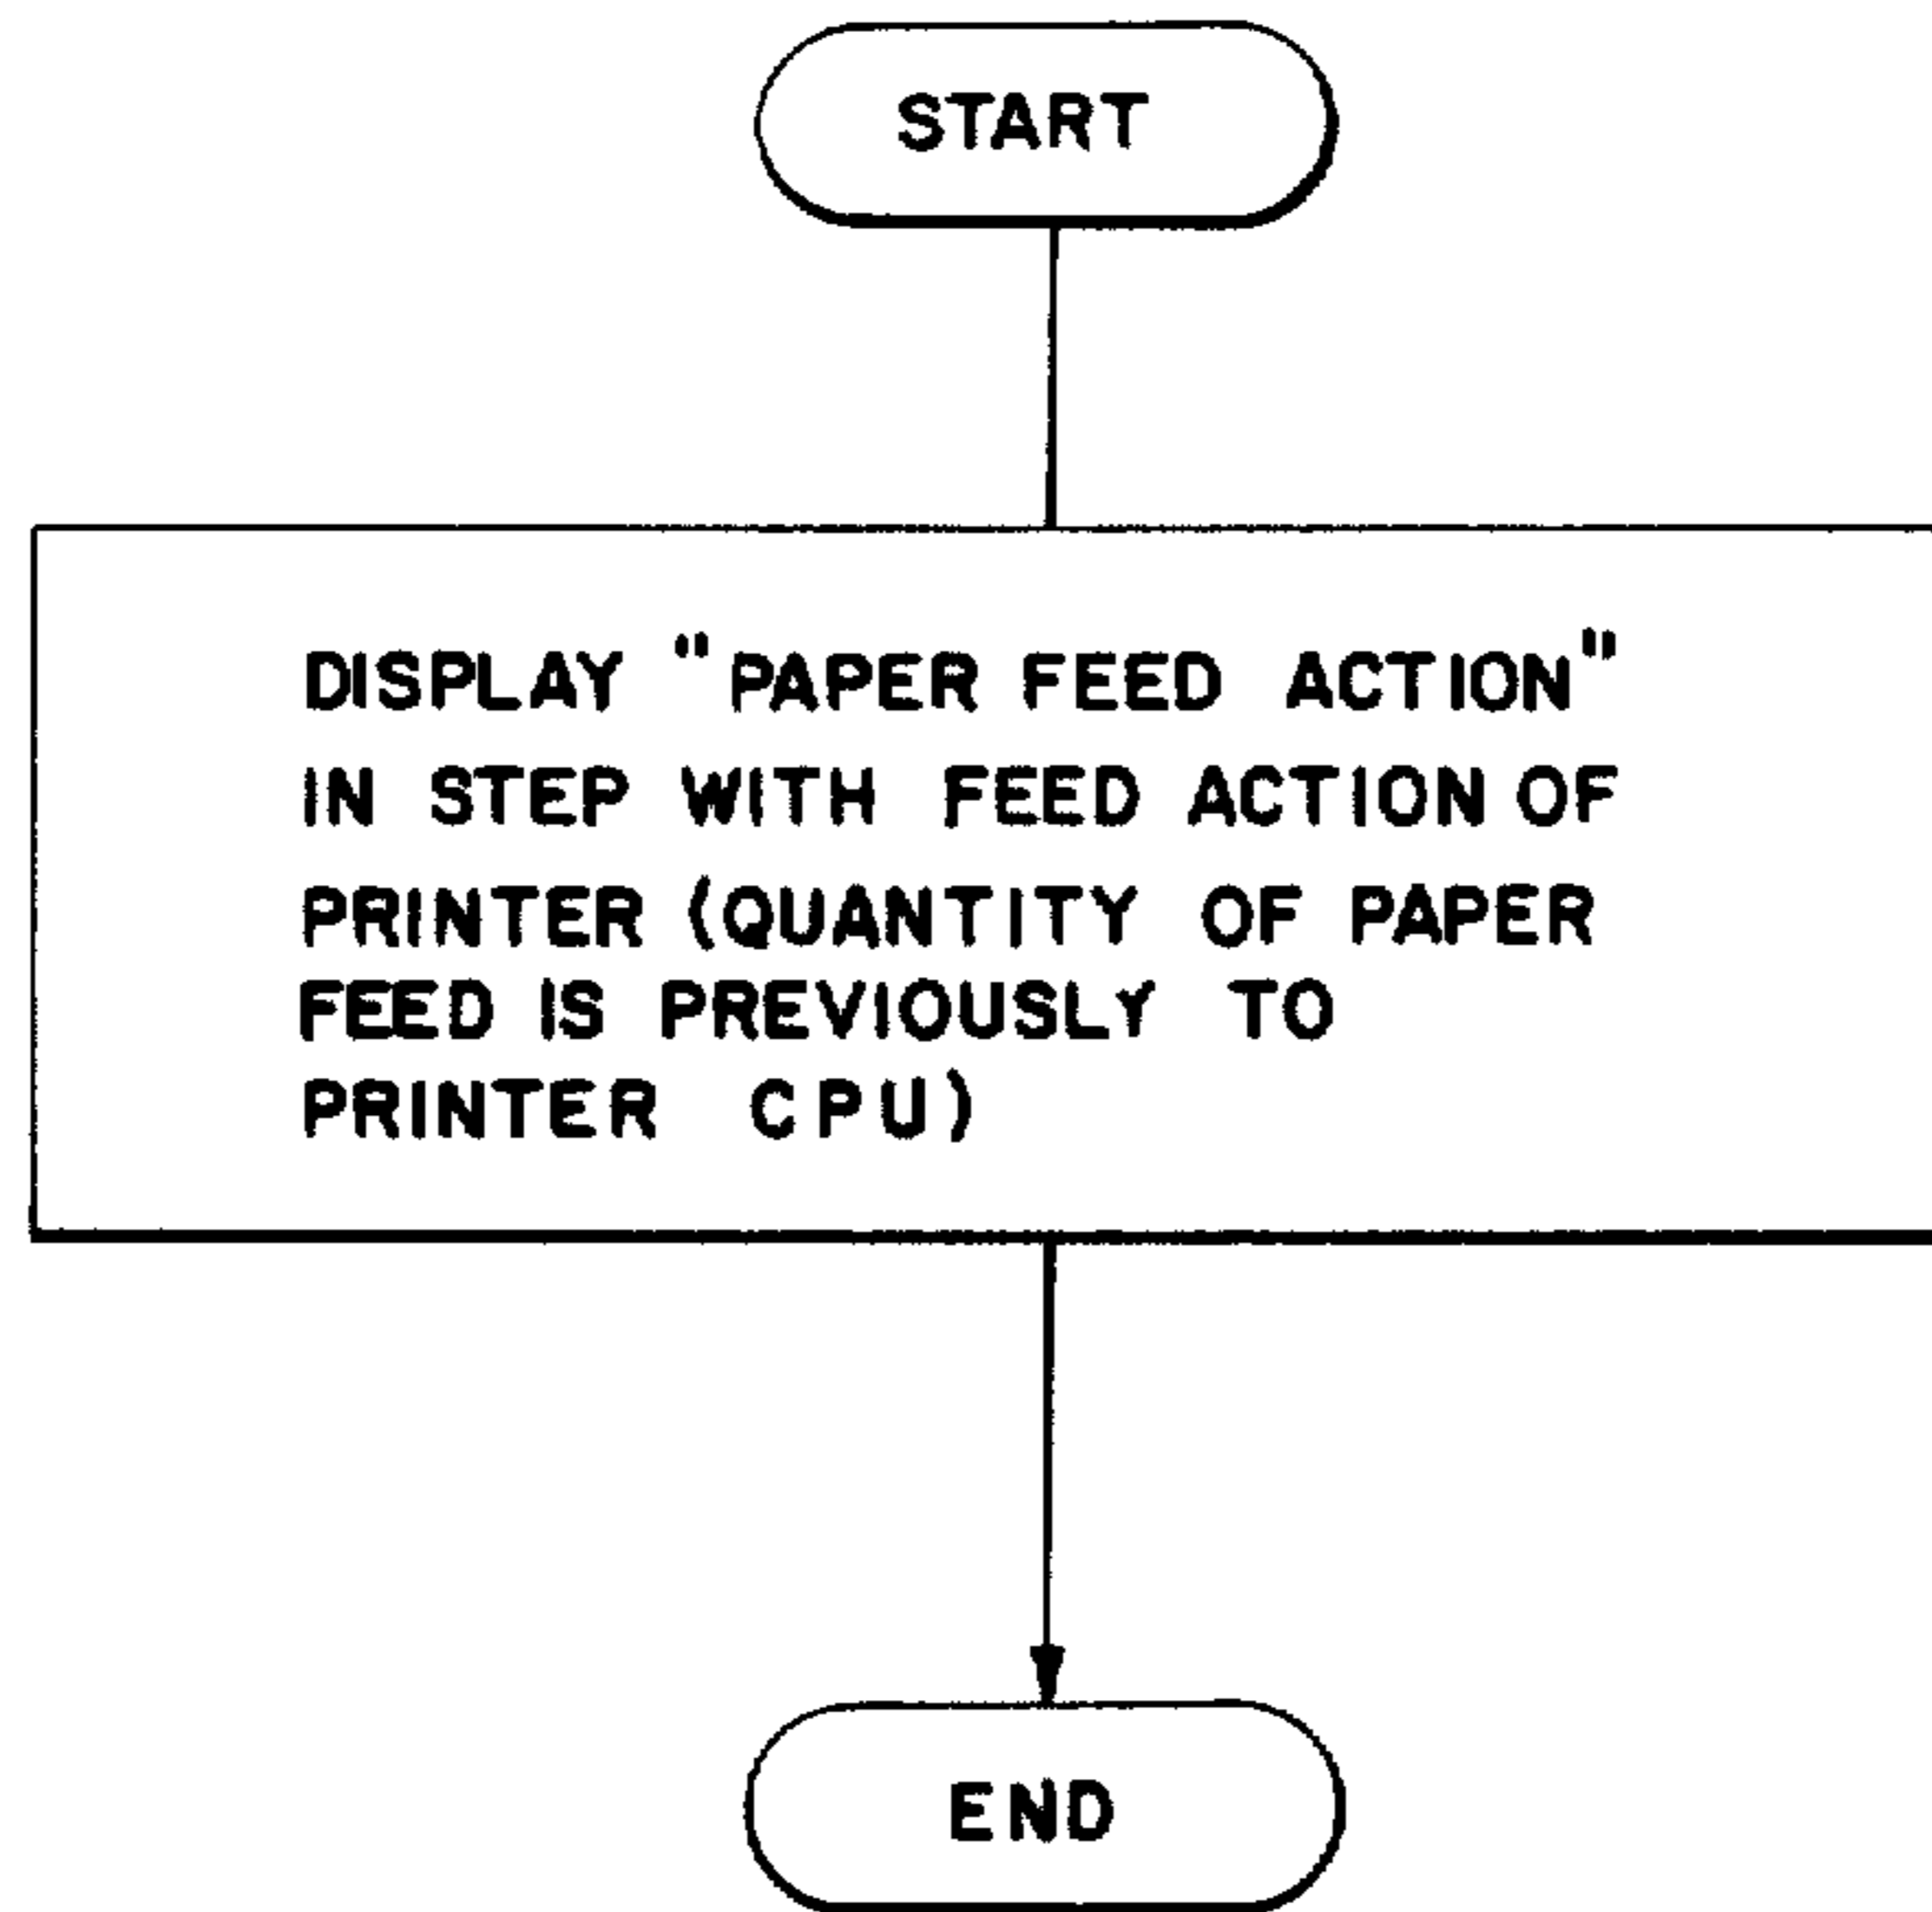 START
DISPLAY "PAPER FEED ACTION"
IN STEP WITH FEED ACTION OF
PRINTER (QUANTITY OF PAPER
FEED IS PREVIOUSLY TO
PRINTER CPU)
END